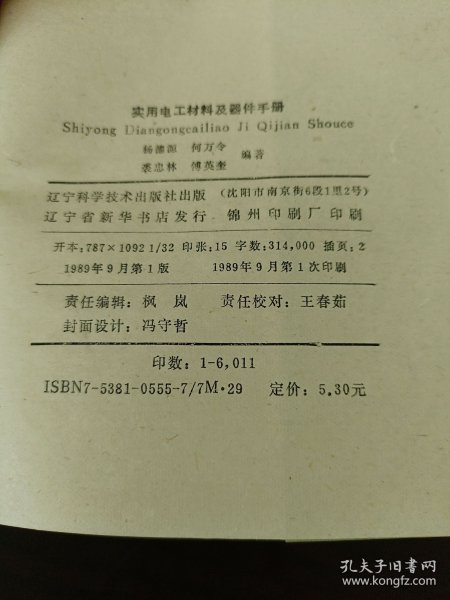 实用电工材料及器件手册
Shiyong Diangongcailiao Ji Qijian Shouce
杨德源 何万令
裘忠林 傅英奎 编著
辽宁科学技术出版社出版 (沈阳市南京街6段1里2号)
辽宁省新华书店发行 锦州印刷厂印刷
开本:787×1092 1/32 印张:15 字数:314,000 插页:2
1989年9月第1版 1989年9月第1次印刷
责任编辑:枫岚 责任校对:王春茹
封面设计:冯守哲
印数:1-6,011
ISBN7-5381-0555-7/TM·29 定价:5.30元
孔夫子旧书网
www.kongfz.com